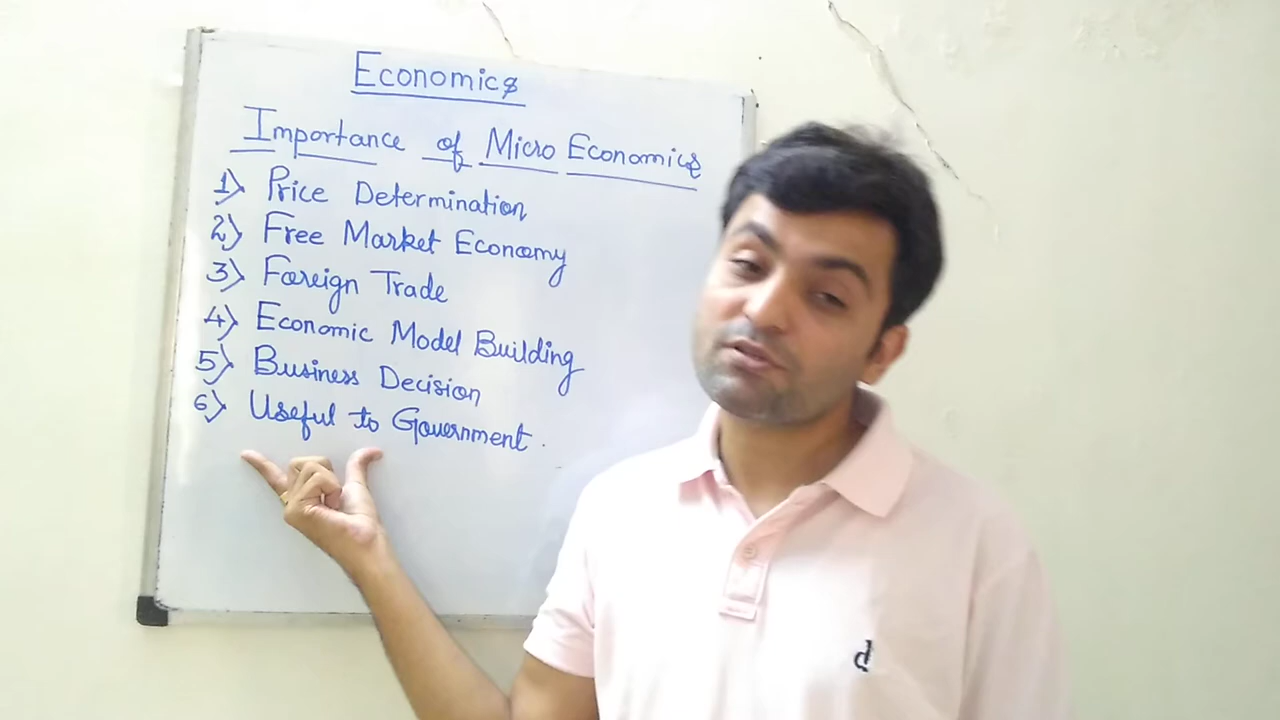 Economics
Importance of Micro Economics
1) Price Determination
2) Free Market Economy
3) Foreign Trade
4) Economic Model Building
5) Business Decision
6) Useful to Government.
d